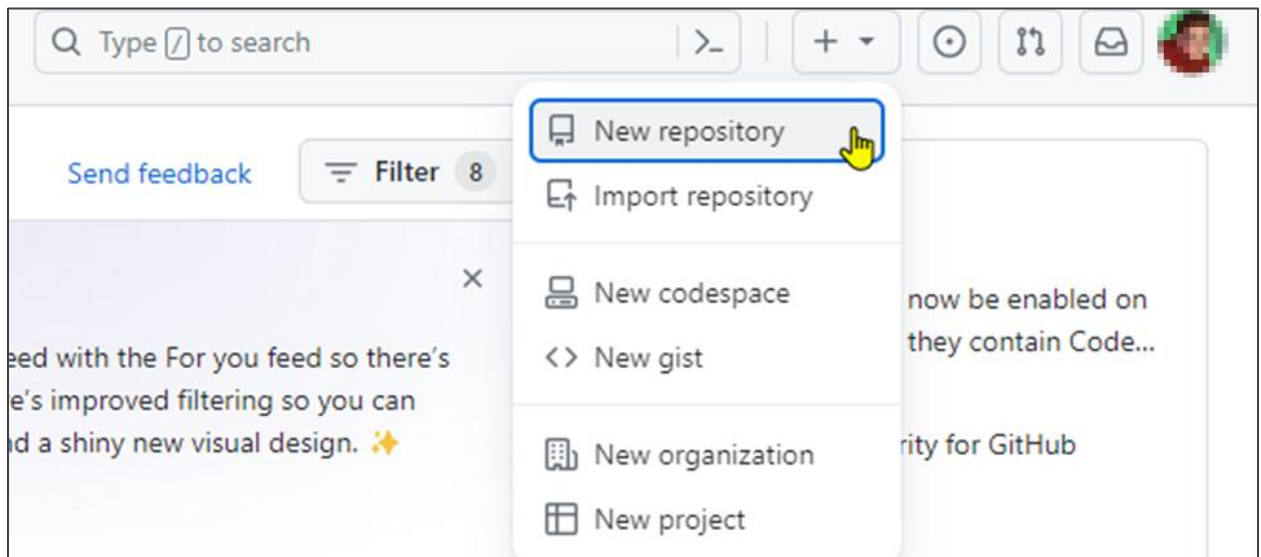 Type / to search
Send feedback
Filter 8
New repository
Import repository
New codespace
New gist
New organization
New project
eed with the For you feed so there's
e's improved filtering so you can
nd a shiny new visual design. ✨
now be enabled on
they contain Code...
rity for GitHub